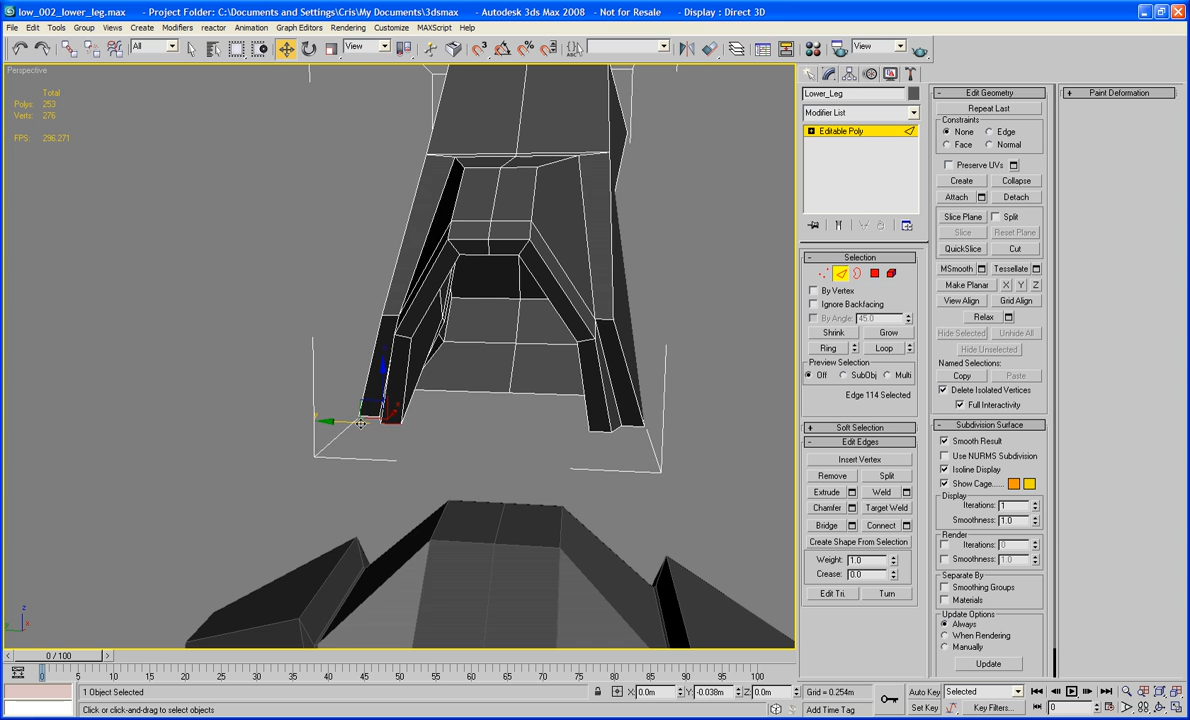 low_002_lower_leg.max - Project Folder: C:\Documents and Settings\Cris\My Documents\3dsmax - Autodesk 3ds Max 2008 - Not for Resale - Display : Direct 3D
File Edit Tools Group Views Create Modifiers reactor Animation Graph Editors Rendering Customize MAXScript Help
All View View
Perspective
Total
Polys: 253
Verts: 276
FPS: 296.271
Lower_Leg
Modifier List
Editable Poly
Selection
By Vertex
Ignore Backfacing
By Angle: 45.0
Shrink Grow
Ring Loop
Preview Selection
Off SubObj Multi
Edge 114 Selected
Soft Selection
Edit Edges
Insert Vertex
Remove Split
Extrude Weld
Chamfer Target Weld
Bridge Connect
Create Shape From Selection
Weight: 1.0
Crease: 0.0
Edit Tri. Turn
Edit Geometry
Repeat Last
Constraints
None Edge
Face Normal
Preserve UVs
Create Collapse
Attach Detach
Slice Plane Split
Slice Reset Plane
QuickSlice Cut
MSmooth Tessellate
Make Planar X Y Z
View Align Grid Align
Relax
Hide Selected Unhide All
Hide Unselected
Named Selections:
Copy Paste
Delete Isolated Vertices
Full Interactivity
Subdivision Surface
Smooth Result
Use NURMS Subdivision
Isoline Display
Show Cage......
Display
Iterations: 1
Smoothness: 1.0
Render
Iterations: 0
Smoothness: 1.0
Separate By
Smoothing Groups
Materials
Update Options
Always
When Rendering
Manually
Update
Paint Deformation
0 / 100
0 5 10 15 20 25 30 35 40 45 50 55 60 65 70 75 80 85 90 95 100
1 Object Selected X: 0.0m Y: -0.038m Z: 0.0m Grid = 0.254m Auto Key Selected
Click or click-and-drag to select objects Add Time Tag Set Key Key Filters... 0